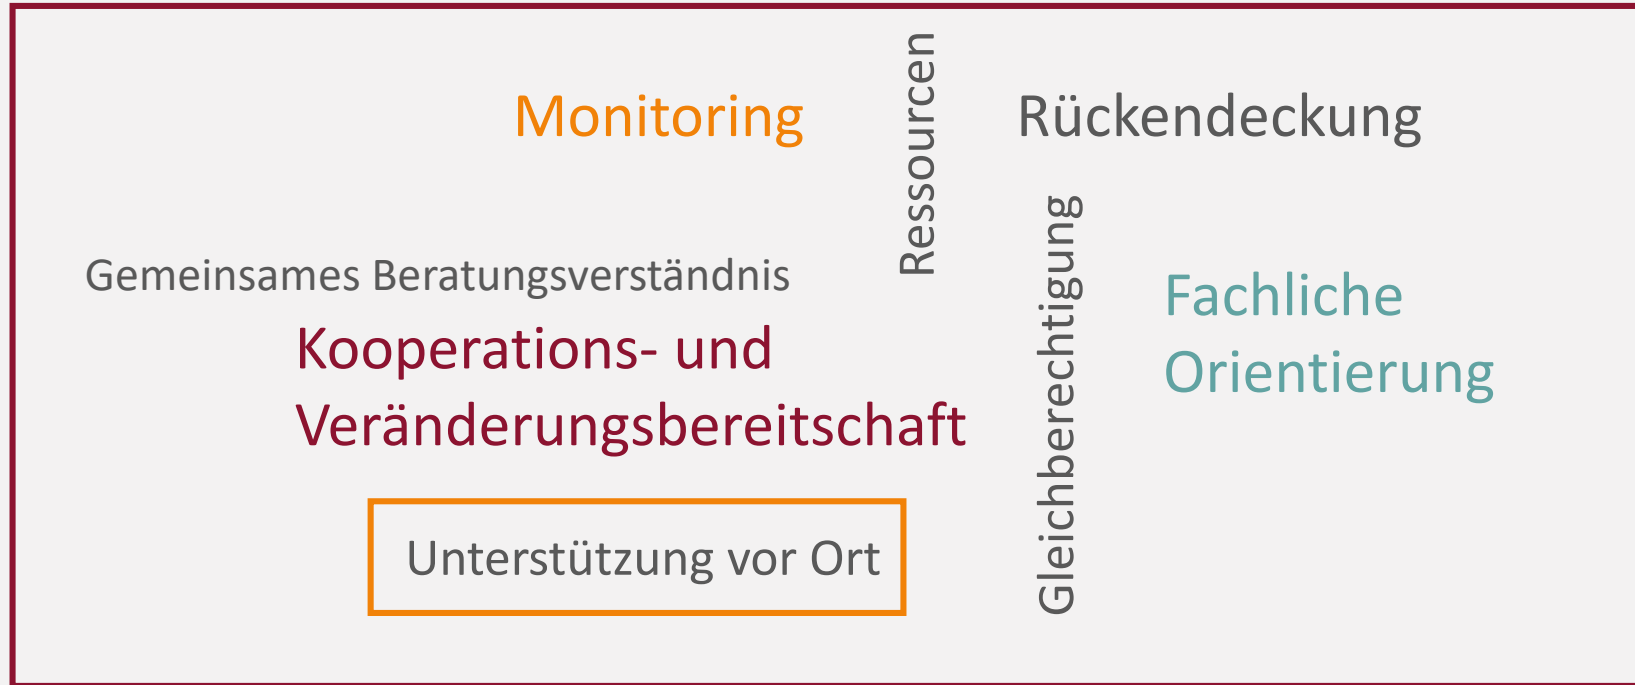 Monitoring
Ressourcen
Rückendeckung
Gemeinsames Beratungsverständnis
Kooperations- und
Veränderungsbereitschaft
Gleichberechtigung
Fachliche
Orientierung
Unterstützung vor Ort